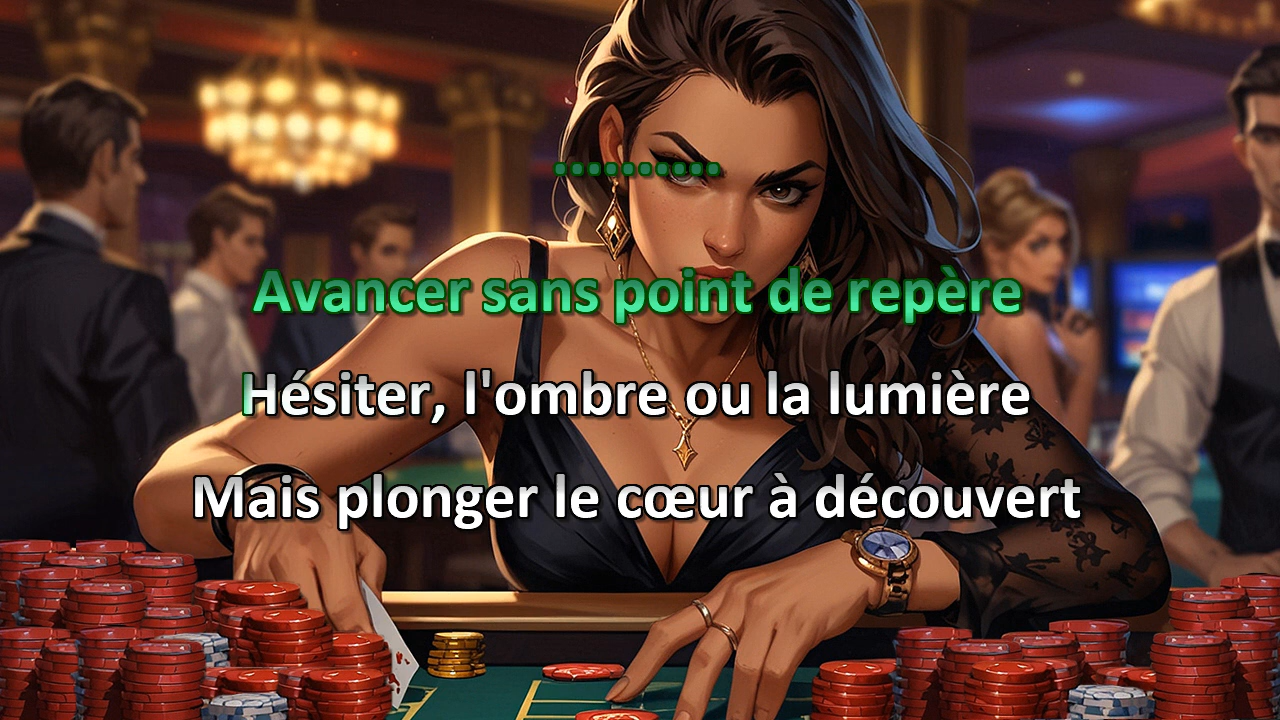 ..........
Avancer sans point de repère
Hésiter, l'ombre ou la lumière
Mais plonger le cœur à découvert